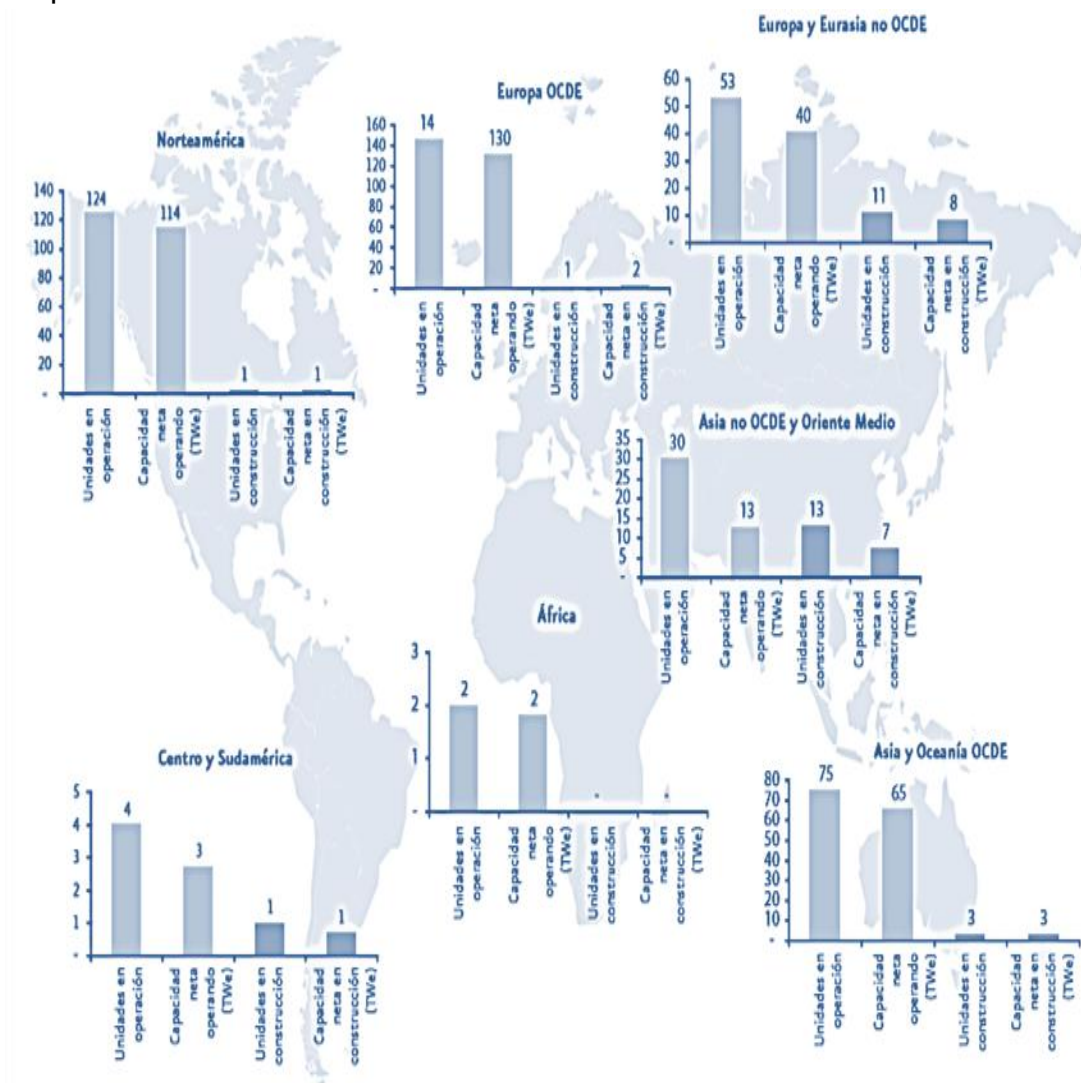 Norteamérica
140
120
100
80
60
40
20
-
124
114
1
1
Unidades en
operación
Capacidad
neta
operando
(TWe)
Unidades en
construcción
Capacidad
neta en
construcción
(TWe)
Europa OCDE
160
140
120
100
80
60
40
20
-
14
130
1
2
Unidades en
operación
Capacidad
neta
operando
(TWe)
Unidades en
construcción
Capacidad
neta en
construcción
(TWe)
Europa y Eurasia no OCDE
60
50
40
30
20
10
-
53
40
11
8
Unidades en
operación
Capacidad
neta
operando
(TWe)
Unidades en
construcción
Capacidad
neta en
construcción
(TWe)
Asia no OCDE y Oriente Medio
35
30
25
20
15
10
5
-
30
13
13
7
Unidades en
operación
Capacidad
neta
operando
(TWe)
Unidades en
construcción
Capacidad
neta en
construcción
(TWe)
África
3
2
1
-
2
2
-
-
Unidades en
operación
Capacidad
neta
operando
(TWe)
Unidades en
construcción
Capacidad
neta en
construcción
(TWe)
Centro y Sudamérica
5
4
3
2
1
-
4
3
1
1
Unidades en
operación
Capacidad
neta
operando
(TWe)
Unidades en
construcción
Capacidad
neta en
construcción
(TWe)
Asia y Oceanía OCDE
80
70
60
50
40
30
20
10
-
75
65
3
3
Unidades en
operación
Capacidad
neta
operando
(TWe)
Unidades en
construcción
Capacidad
neta en
construcción
(TWe)